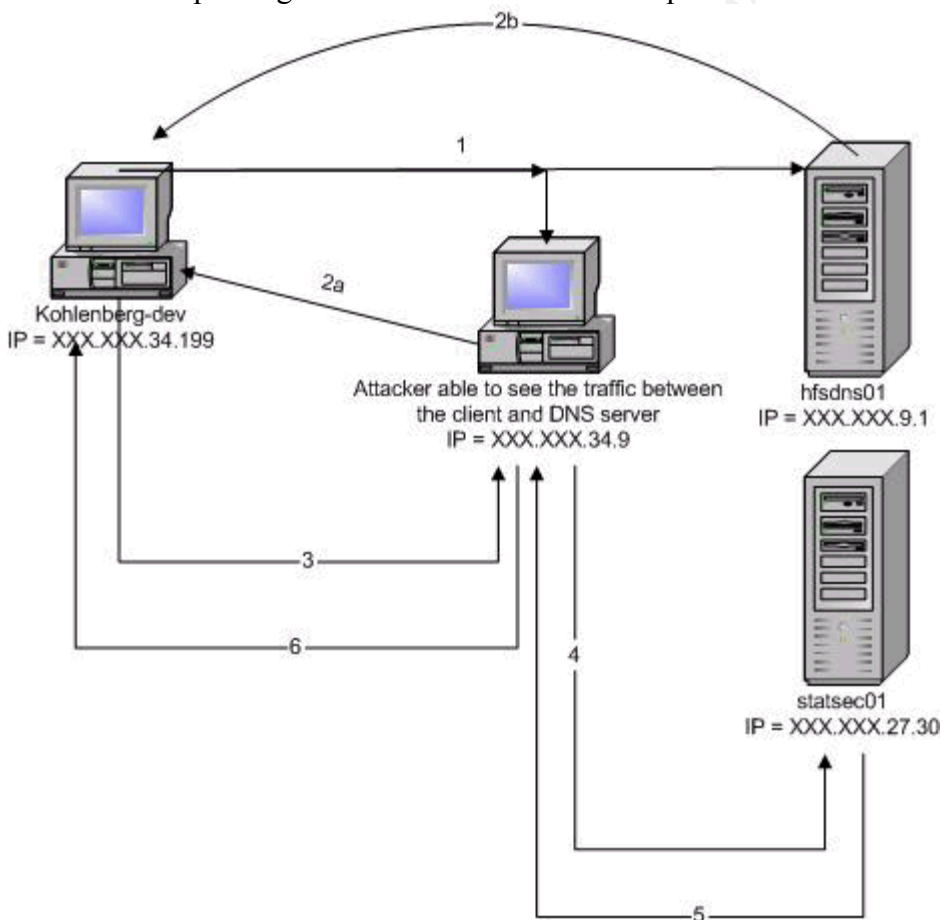 2b
1
2a
Kohlenberg-dev
IP = XXX.XXX.34.199
Attacker able to see the traffic between
the client and DNS server
IP = XXX.XXX.34.9
hfsdns01
IP = XXX.XXX.9.1
3
6
4
statsec01
IP = XXX.XXX.27.30
5